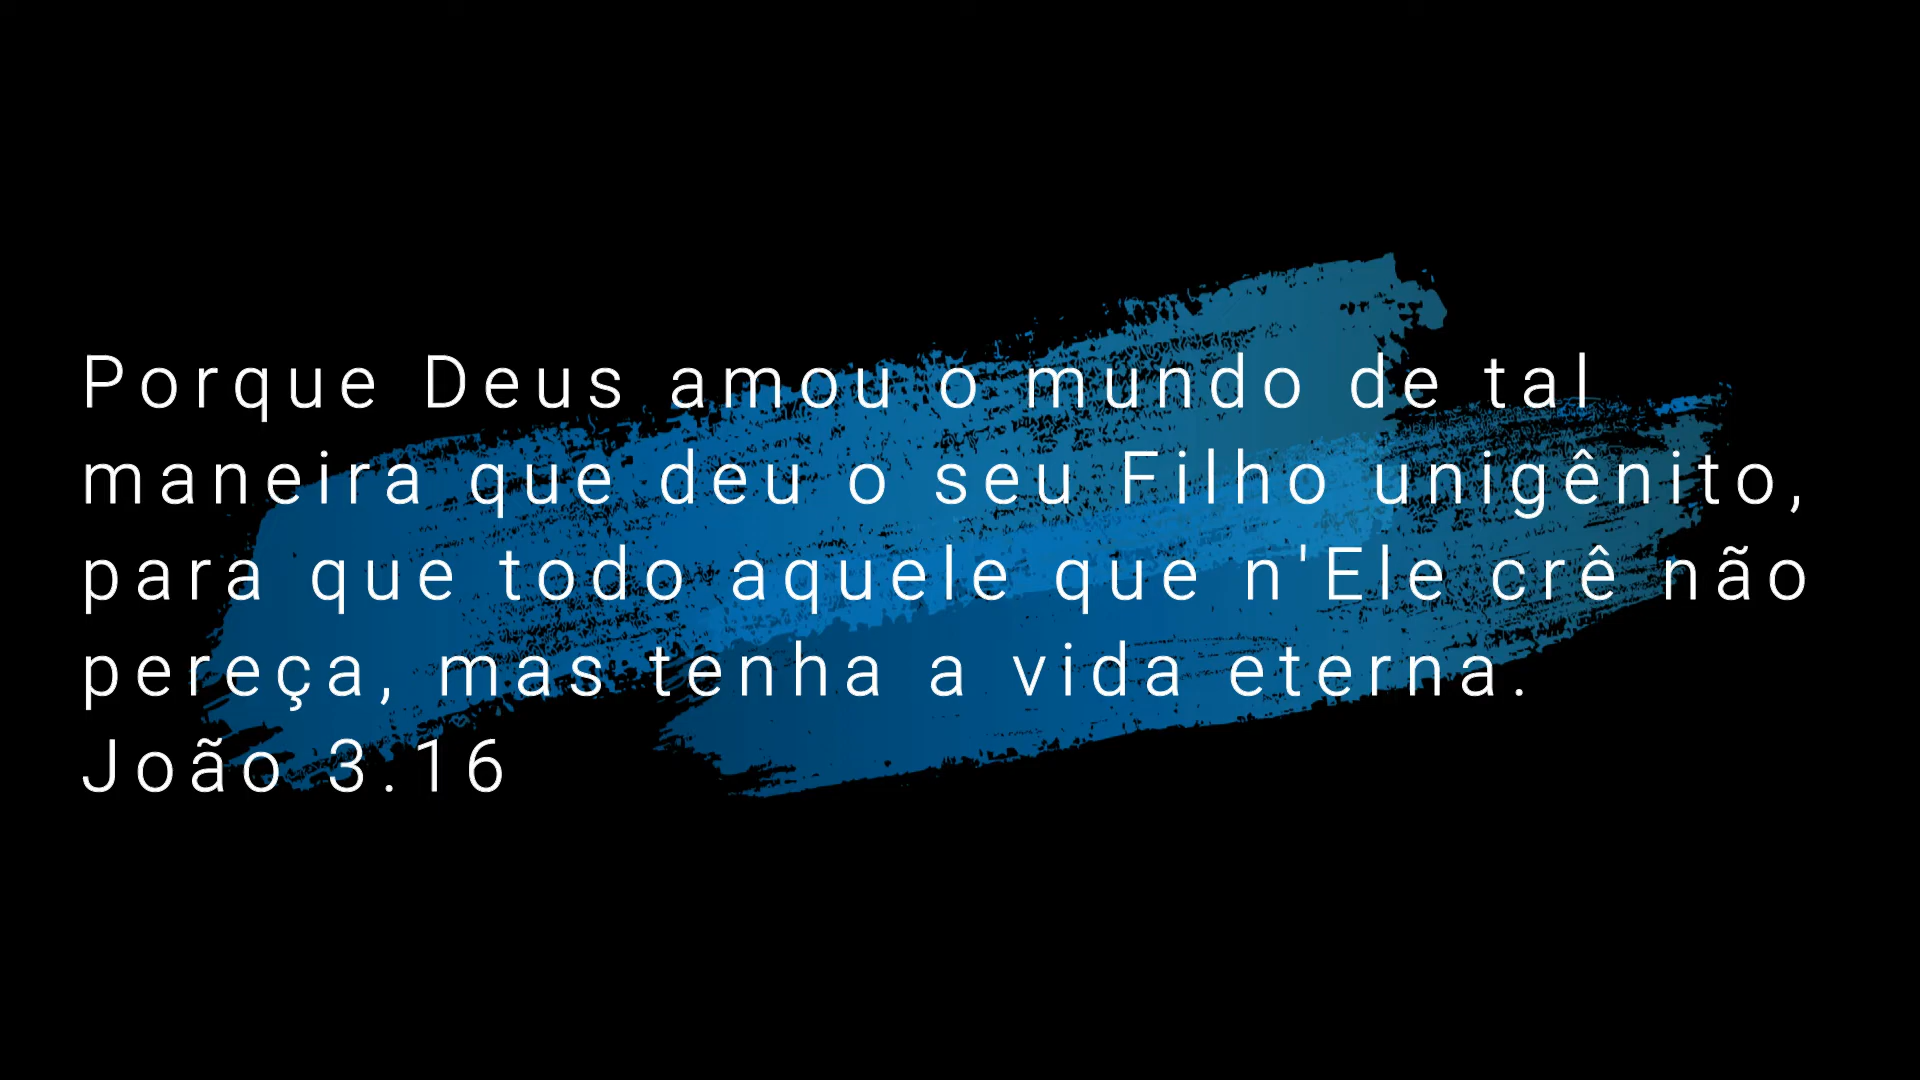 Porque Deus amou o mundo de tal
maneira que deu o seu Filho unigênito,
para que todo aquele que n'Ele crê não
pereça, mas tenha a vida eterna.
João 3.16